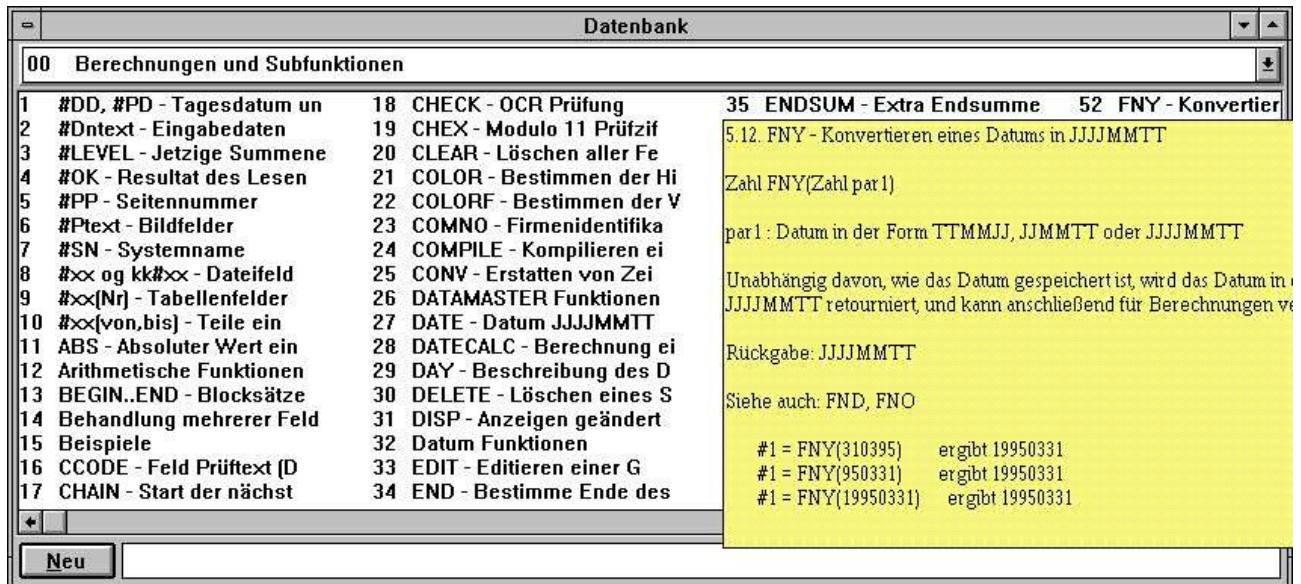 Datenbank
00 Berechnungen und Subfunktionen
1 #DD, #PD - Tagesdatum un
2 #Dntext - Eingabedaten
3 #LEVEL - Jetzige Summene
4 #OK - Resultat des Lesen
5 #PP - Seitennummer
6 #Ptext - Bildfelder
7 #SN - Systemname
8 #xx og kk#xx - Dateifeld
9 #xx(Nr) - Tabellenfelder
10 #xx(von,bis) - Teile ein
11 ABS - Absoluter Wert ein
12 Arithmetische Funktionen
13 BEGIN..END - Blocksätze
14 Behandlung mehrerer Feld
15 Beispiele
16 CCODE - Feld Prüftext (D
17 CHAIN - Start der nächst
18 CHECK - OCR Prüfung
19 CHEX - Modulo 11 Prüfzif
20 CLEAR - Löschen aller Fe
21 COLOR - Bestimmen der Hi
22 COLORF - Bestimmen der V
23 COMNO - Firmenidentifika
24 COMPILE - Kompilieren ei
25 CONV - Erstatten von Zei
26 DATAMASTER Funktionen
27 DATE - Datum JJJJMMTT
28 DATECALC - Berechnung ei
29 DAY - Beschreibung des D
30 DELETE - Löschen eines S
31 DISP - Anzeigen geändert
32 Datum Funktionen
33 EDIT - Editieren einer G
34 END - Bestimme Ende des
35 ENDSUM - Extra Endsumme
52 FNY - Konvertier
5.12. FNY - Konvertieren eines Datums in JJJJMMTT
Zahl FNY(Zahl par1)
par1 : Datum in der Form TTMMJJ, JJMMTT oder JJJJMMTT
Unabhängig davon, wie das Datum gespeichert ist, wird das Datum in
JJJJMMTT retourniert, und kann anschließend für Berechnungen ve
Rückgabe: JJJJMMTT
Siehe auch: FND, FNO
#1 = FNY(310395) ergibt 19950331
#1 = FNY(950331) ergibt 19950331
#1 = FNY(19950331) ergibt 19950331
Neu